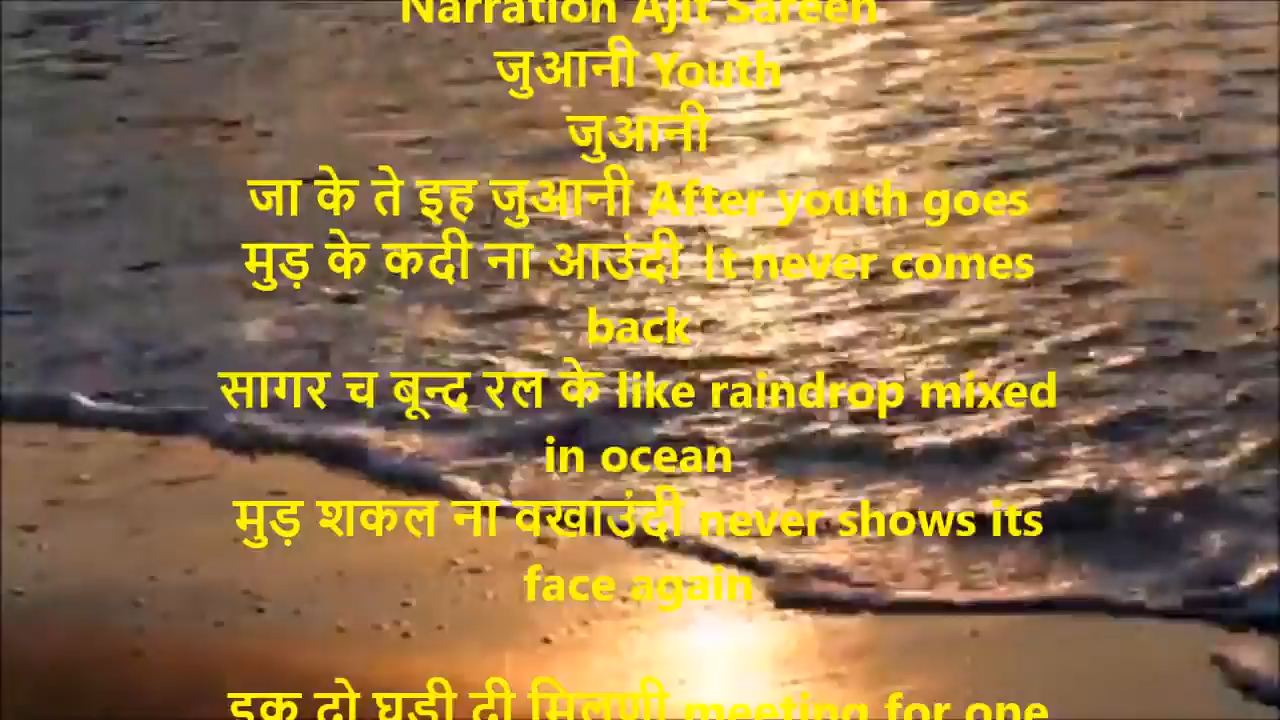 Narration Ajit Sareen
जुआनी Youth
जुआनी
जा के ते इह जुआनी After youth goes
मुड़ के कदी ना आउंदी It never comes
back
सागर च बून्द रल के like raindrop mixed
in ocean
मुड़ शकल ना वखाउंदी never shows its
face again
इक दो घड़ी दी मिलणी meeting for one